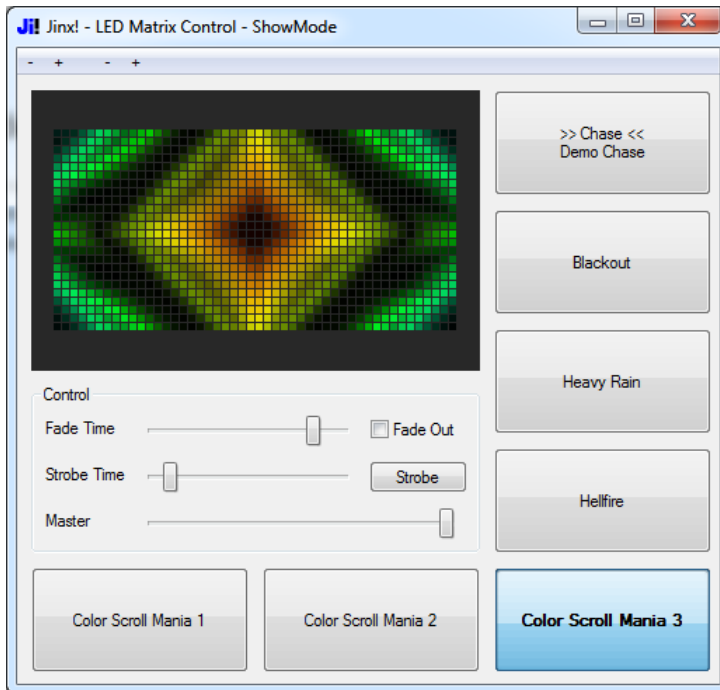 Ji! Jinx! - LED Matrix Control - ShowMode
- + - +
>> Chase <<
Demo Chase
Blackout
Heavy Rain
Hellfire
Control
Fade Time
Fade Out
Strobe Time
Strobe
Master
Color Scroll Mania 1
Color Scroll Mania 2
Color Scroll Mania 3